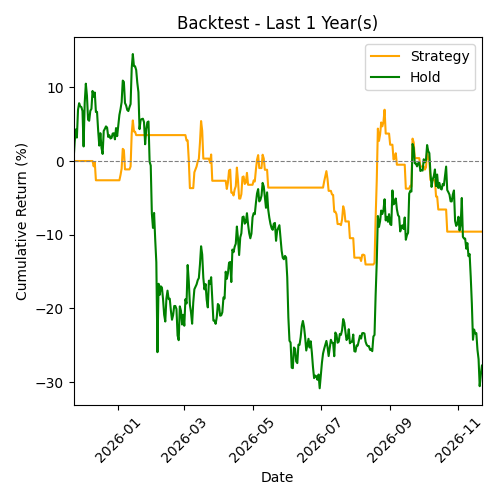 Backtest - Last 1 Year(s)
Strategy
Hold
Cumulative Return (%)
10
0
−10
−20
−30
2026-01
2026-03
2026-05
2026-07
2026-09
2026-11
Date